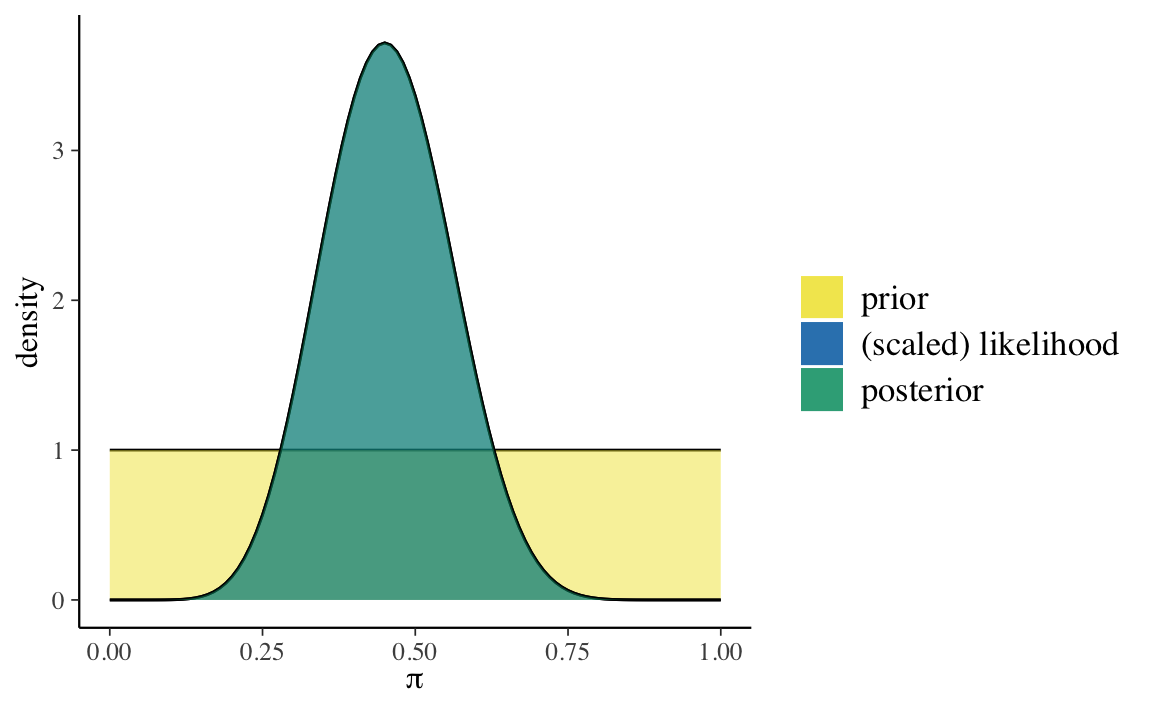 density
3
2
1
0
0.00 0.25 0.50 0.75 1.00
π
prior
(scaled) likelihood
posterior